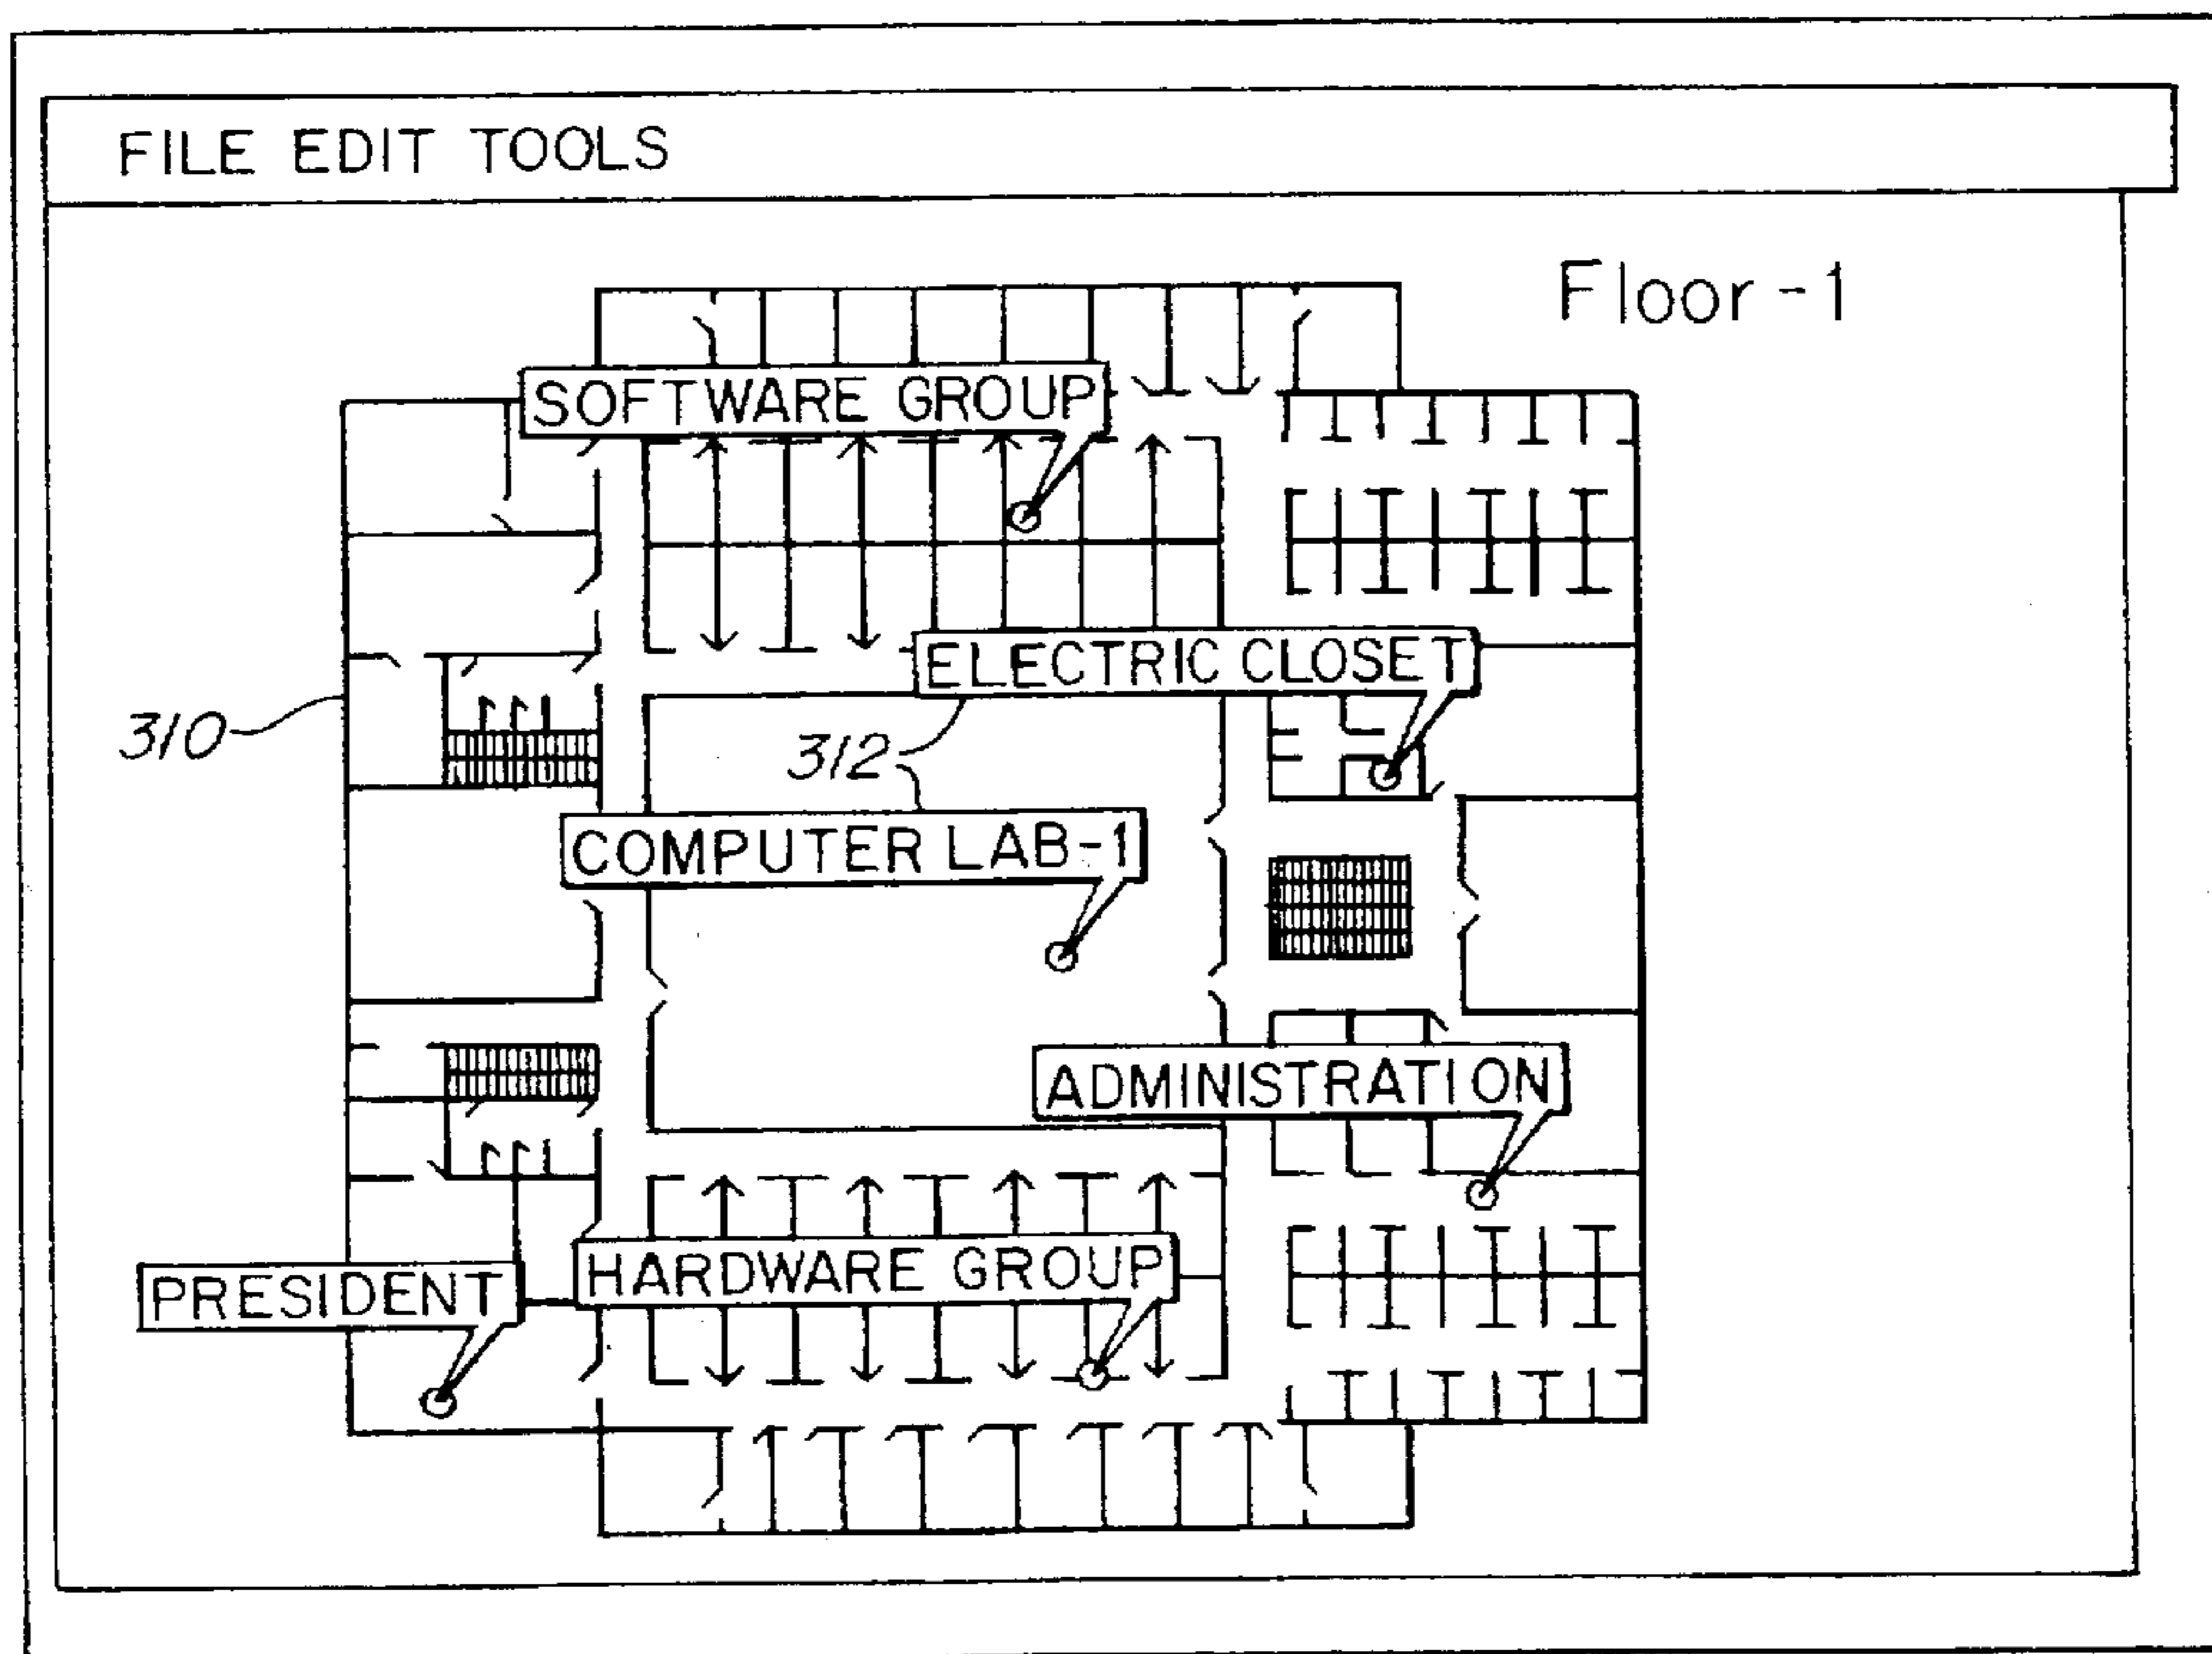 FILE EDIT TOOLS
Floor-1
SOFTWARE GROUP
ELECTRIC CLOSET
310
312
COMPUTER LAB-1
ADMINISTRATION
HARDWARE GROUP
PRESIDENT